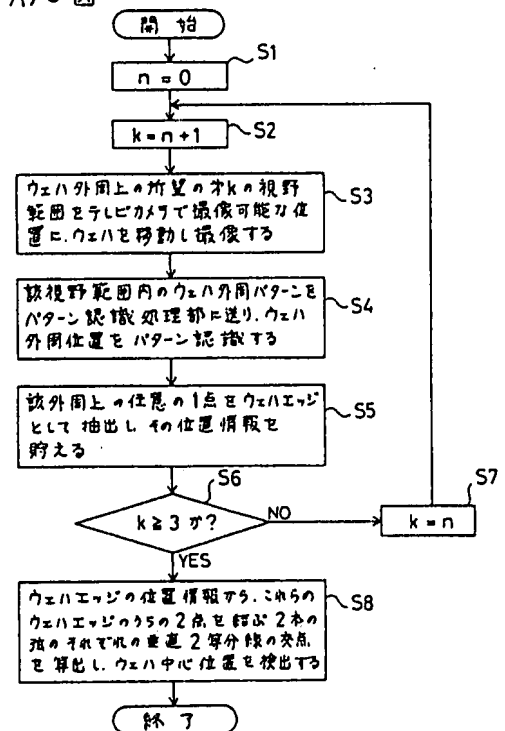 開始
S1
n = 0
S2
k=n+1
S3
ウェハ外周上の所望の才kの視野
範囲をテレビカメラで撮像可能な位
置に、ウェハを移動し撮像する
S4
該視野範囲内のウェハ外周パターンを
パターン認識処理部に送り、ウェハ
外周位置をパターン認識する
S5
該外周上の任意の1点をウェハエッジ
として抽出しその位置情報を
貯える
S6
k≧3か?
NO
S7
k=n
YES
S8
ウェハエッジの位置情報から、これらの
ウェハエッジのうちの2点を結ぶ2本の
弦のそれぞれの垂直2等分線の交点
を算出し、ウェハ中心位置を検出する
終了